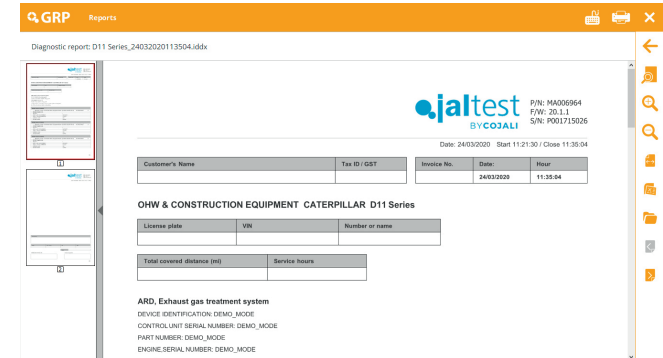 GRP Reports
Diagnostic report: D11 Series_24032020113504.iddx
jaltest
BY COJALI
P/N: MA006964
F/W: 20.1.1
S/N: P001715026
Date: 24/03/2020 Start 11:21:30 / Close 11:35:04
Customer's Name Tax ID / GST Invoice No. Date: Hour
24/03/2020 11:35:04
OHW & CONSTRUCTION EQUIPMENT CATERPILLAR D11 Series
License plate VIN Number or name
Total covered distance (mi) Service hours
ARD, Exhaust gas treatment system
DEVICE IDENTIFICATION: DEMO_MODE
CONTROL UNIT SERIAL NUMBER: DEMO_MODE
PART NUMBER: DEMO_MODE
ENGINE,SERIAL NUMBER: DEMO_MODE
1
2